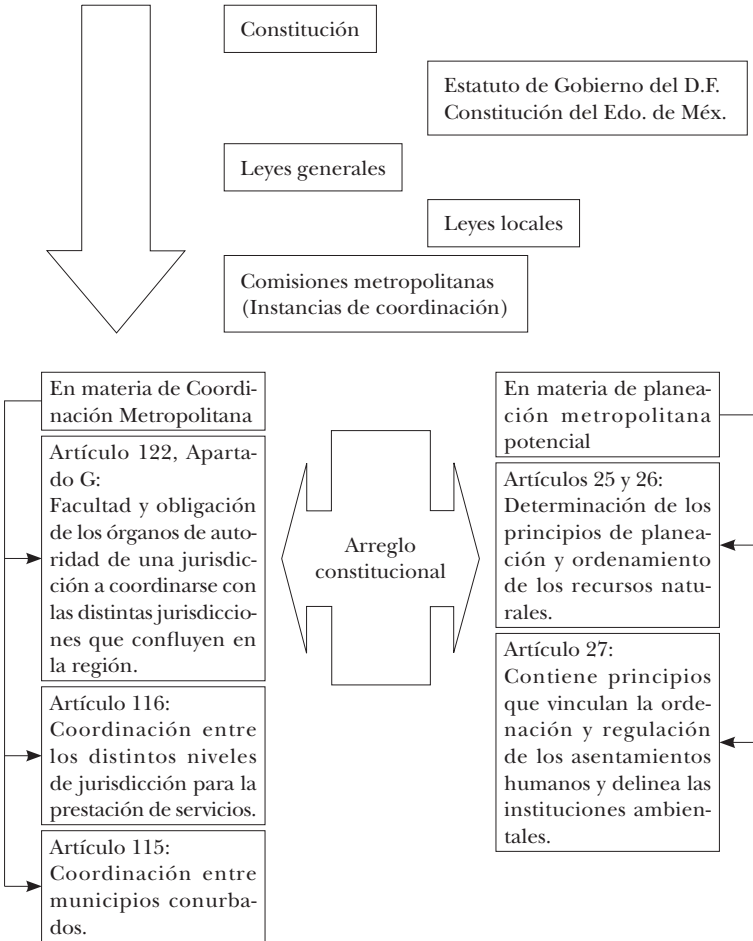 Constitución
Estatuto de Gobierno del D.F.
Constitución del Edo. de Méx.
Leyes generales
Leyes locales
Comisiones metropolitanas
(Instancias de coordinación)
En materia de Coordi-
nación Metropolitana
Artículo 122, Aparta-
do G:
Facultad y obligación
de los órganos de auto-
ridad de una jurisdic-
ción a coordinarse con
las distintas jurisdiccio-
nes que confluyen en
la región.
Artículo 116:
Coordinación entre
los distintos niveles
de jurisdicción para la
prestación de servicios.
Artículo 115:
Coordinación entre
municipios conurba-
dos.
Arreglo
constitucional
En materia de planea-
ción metropolitana
potencial
Artículos 25 y 26:
Determinación de los
principios de planea-
ción y ordenamiento
de los recursos natu-
rales.
Artículo 27:
Contiene principios
que vinculan la orde-
nación y regulación
de los asentamientos
humanos y delinea las
instituciones ambien-
tales.